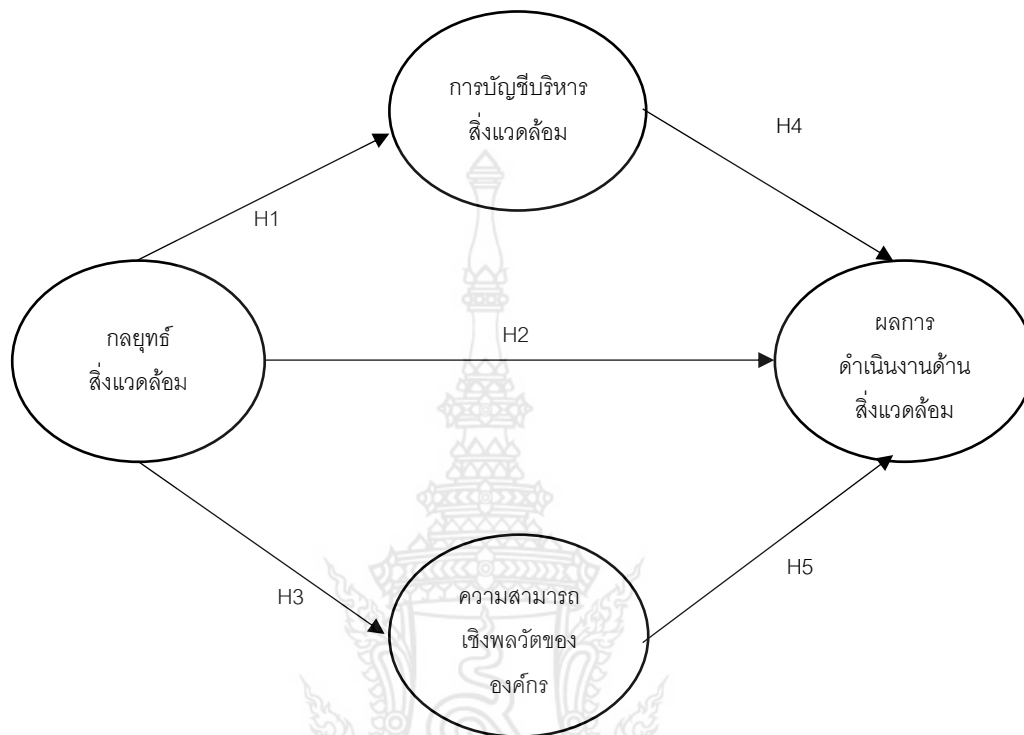 การบัญชีบริหาร
สิ่งแวดล้อม
H4
H1
กลยุทธ์
สิ่งแวดล้อม
H2
ผลการ
ดำเนินงานด้าน
สิ่งแวดล้อม
H3
ความสามารถ
เชิงพลวัตของ
องค์กร
H5